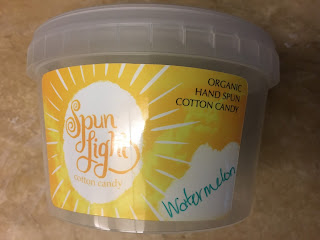 ORGANIC
HAND SPUN
COTTON CANDY
Spun
Light
cotton candy
Watermelon